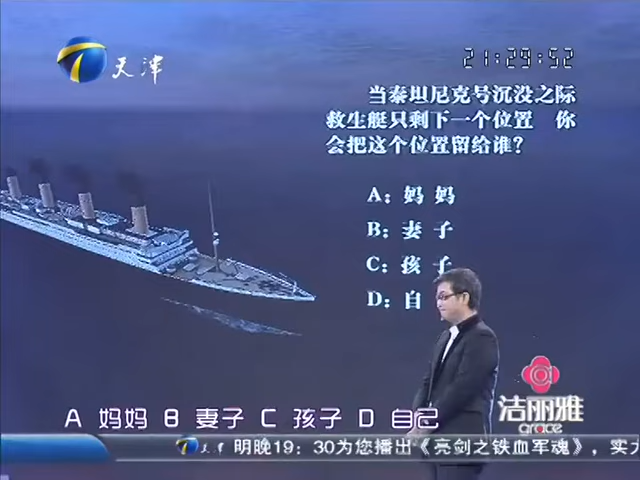 天津
21:29:52
当泰坦尼克号沉没之际
救生艇只剩下一个位置 你
会把这个位置留给谁?
A: 妈 妈
B: 妻 子
C: 孩 子
D: 自
洁丽雅
grace
A 妈妈 B 妻子 C 孩子 D 自己
天津 明晚19:30为您播出《亮剑之铁血军魂》,实力